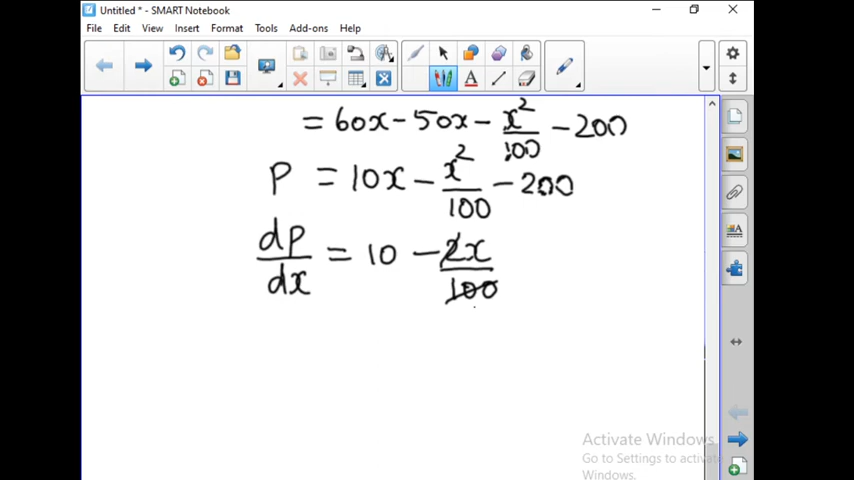 Untitled * - SMART Notebook
File Edit View Insert Format Tools Add-ons Help
= 60x - 50x - x²/100 - 200
P = 10x - x²/100 - 200
dP/dx = 10 - 2x/100
Activate Windows
Go to Settings to activate
Windows.